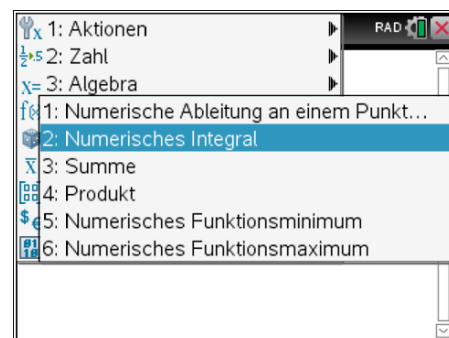 1: Aktionen
RAD
2: Zahl
3: Algebra
1: Numerische Ableitung an einem Punkt...
2: Numerisches Integral
3: Summe
4: Produkt
5: Numerisches Funktionsminimum
6: Numerisches Funktionsmaximum